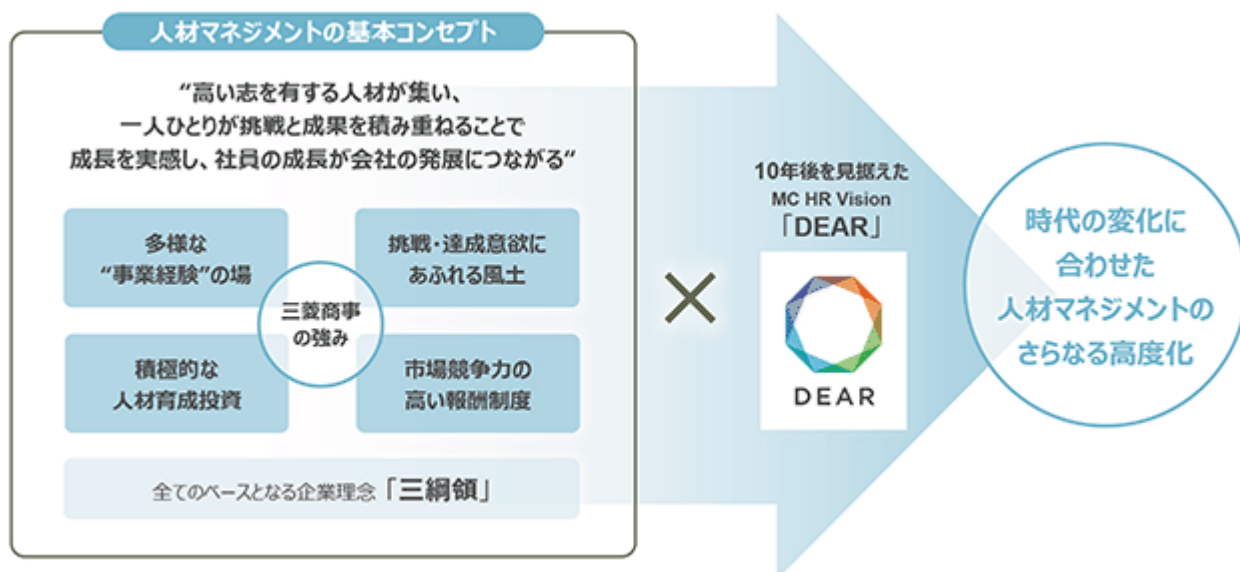 人材マネジメントの基本コンセプト
“高い志を有する人材が集い、
一人ひとりが挑戦と成果を積み重ねることで
成長を実感し、社員の成長が会社の発展につながる“
多様な
“事業経験”の場
挑戦・達成意欲に
あふれる風土
三菱商事
の強み
積極的な
人材育成投資
市場競争力の
高い報酬制度
全てのベースとなる企業理念「三綱領」
×
10年後を見据えた
MC HR Vision
「DEAR」
DEAR
時代の変化に
合わせた
人材マネジメントの
さらなる高度化